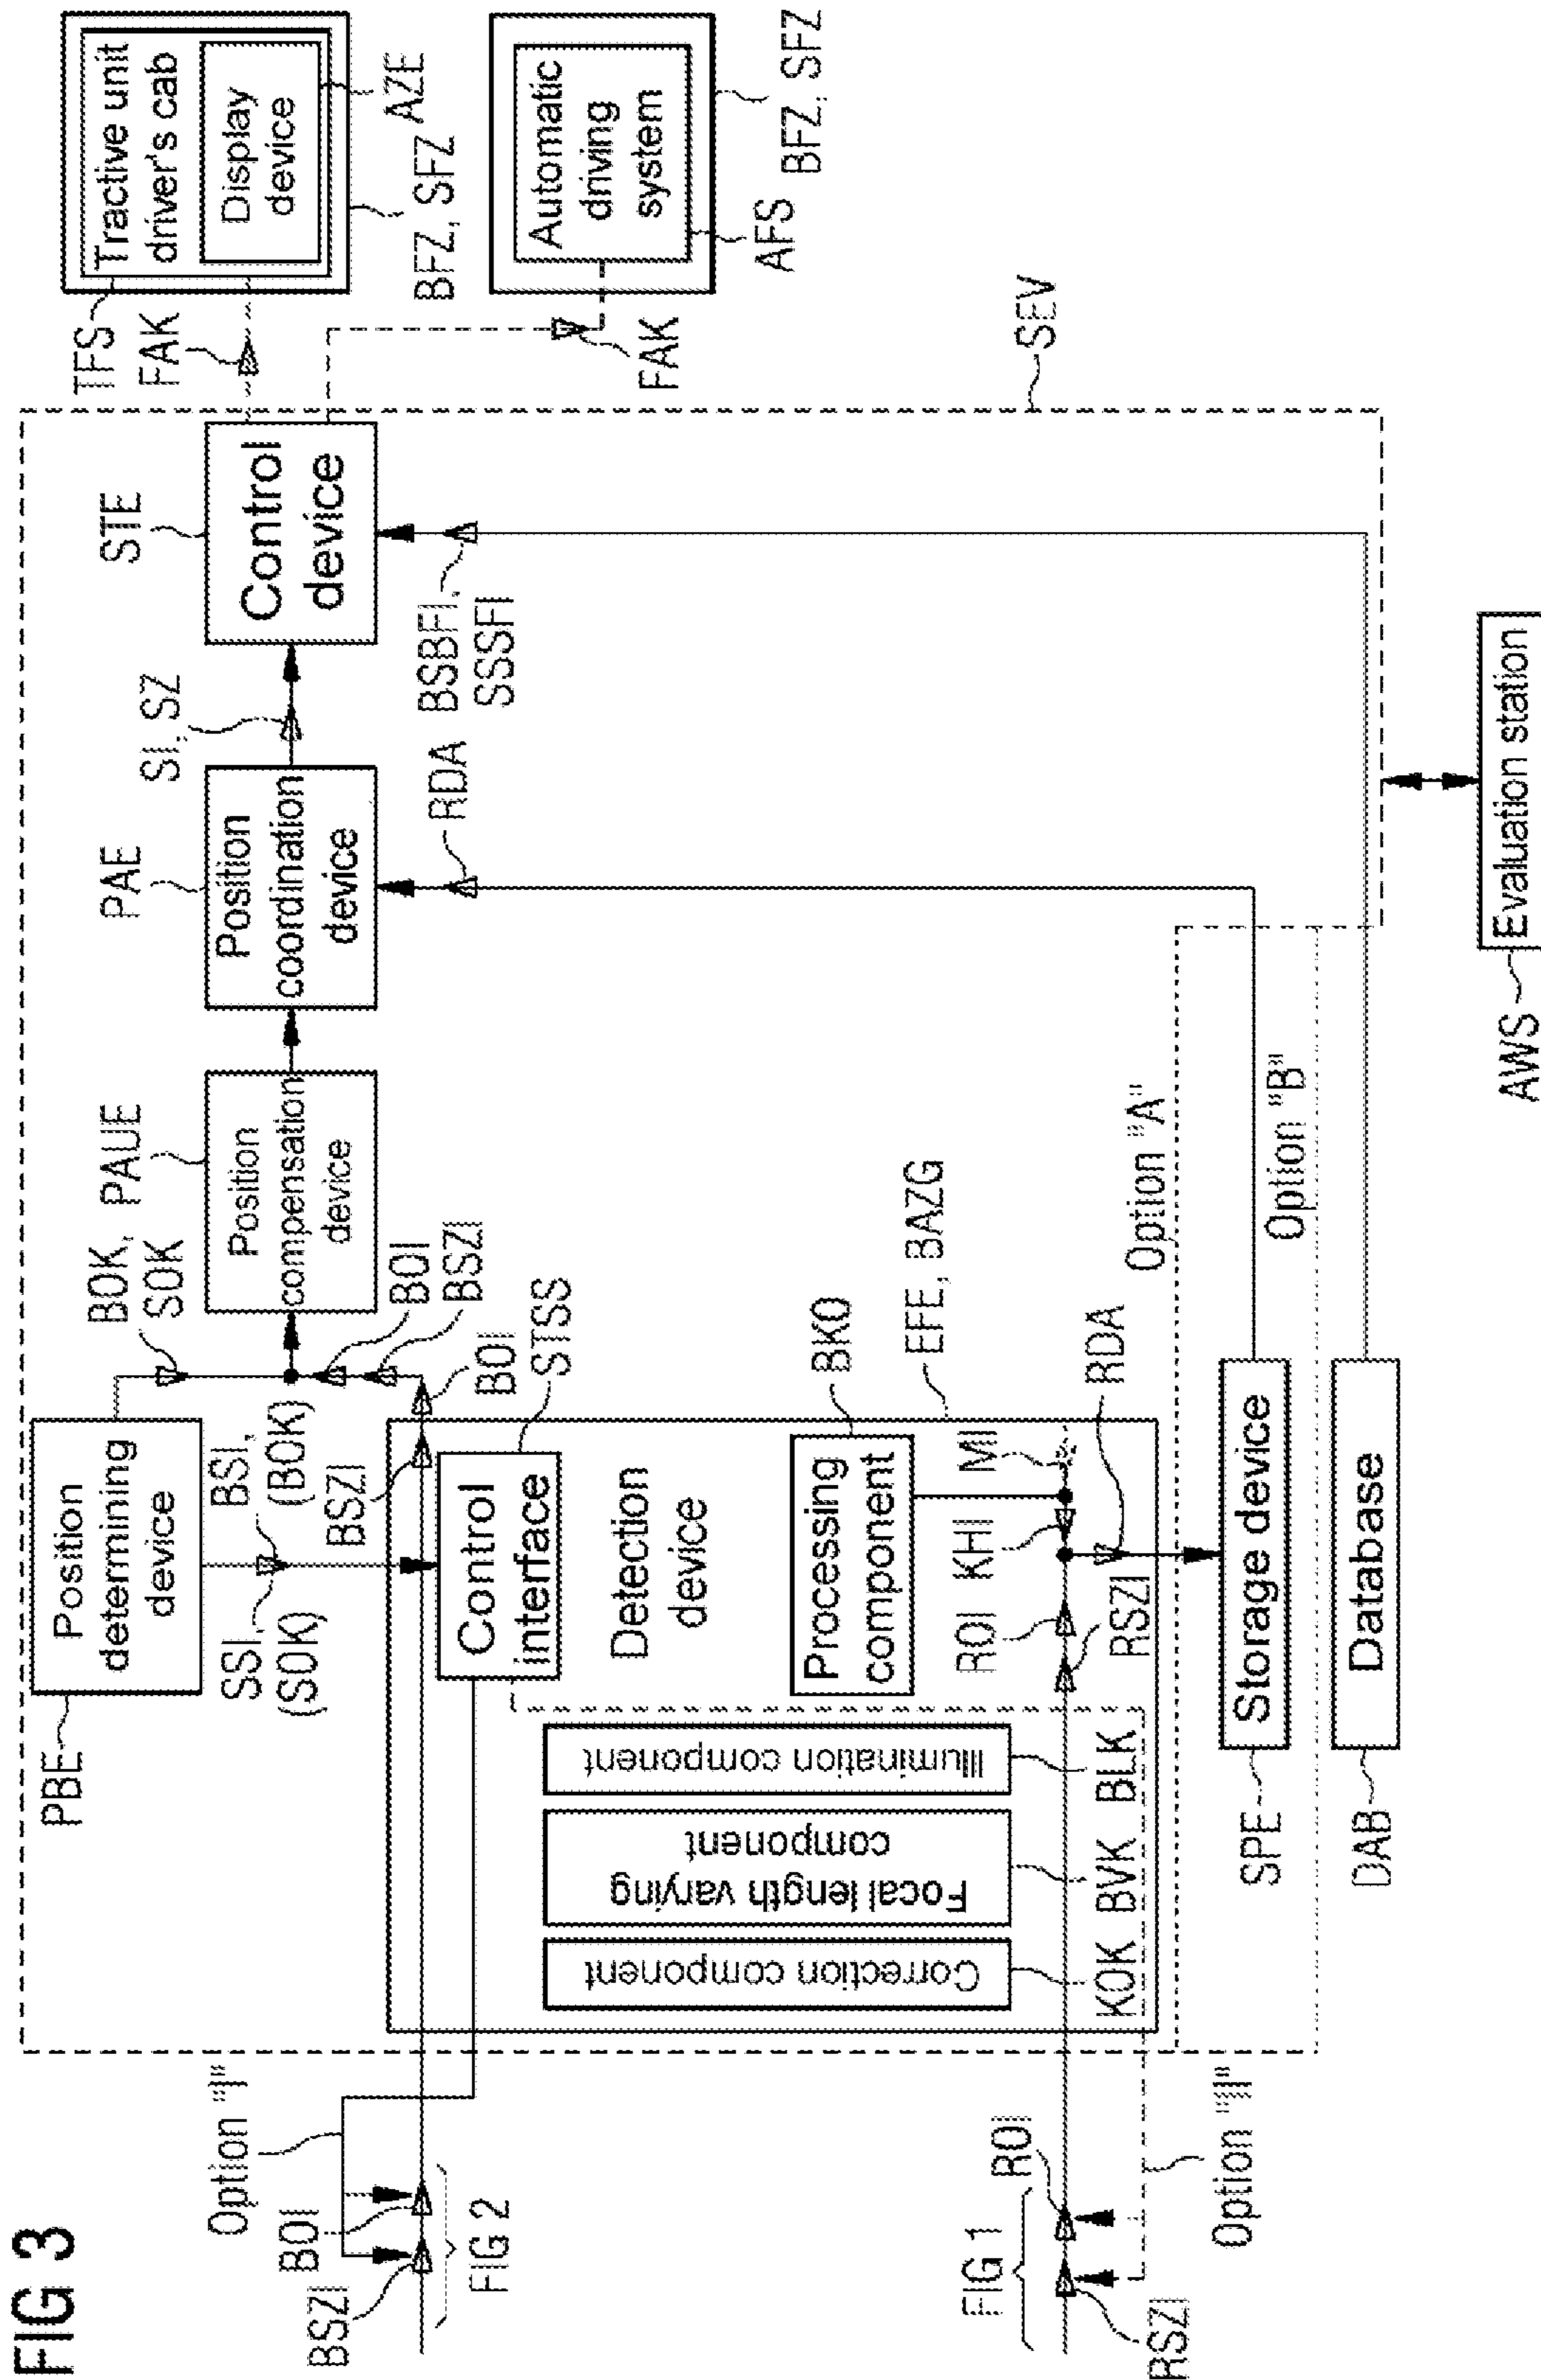 FIG 3
PBE
Position
determining
device
SSI,
(SOK)
BSI,
(BOK)
BOK,
SOK
PAUE
Position
compensation
device
PAE
Position
coordination
device
SI, SZ
STE
Control
device
TFS
FAK
Tractive unit
driver's cab
Display
device
AZE
BFZ, SFZ
FAK
Automatic
driving
system
AFS
BFZ, SFZ
SEV
BSBFI,
SSSFI
RDA
BOI
BSZI
BOI
BSZI
STSS
Control
interface
Detection
device
Option "I"
BOI
BSZI
FIG 2
Processing
component
BKO
EFE, BAZG
Illumination component
Focal length varying
component
Correction component
KOK
BVK
BLK
ROI
KHI
MI
RSZI
RDA
FIG 1
ROI
RSZI
Option "II"
Option "A"
Option "B"
Storage device
SPE
Database
DAB
AWS
Evaluation station